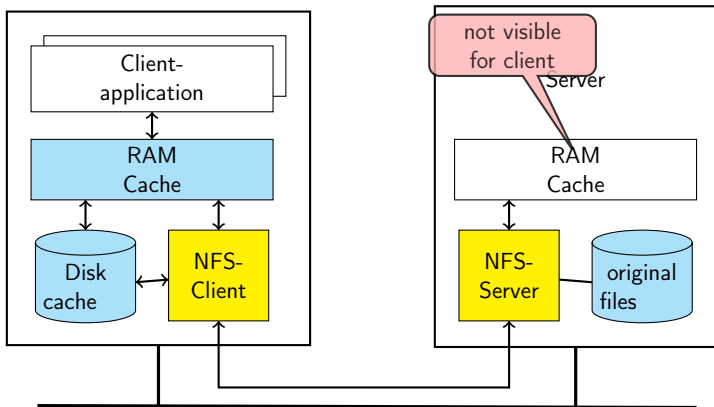 not visible
for client
Server
Client-
application
RAM
Cache
RAM
Cache
Disk
cache
NFS-
Client
NFS-
Server
original
files